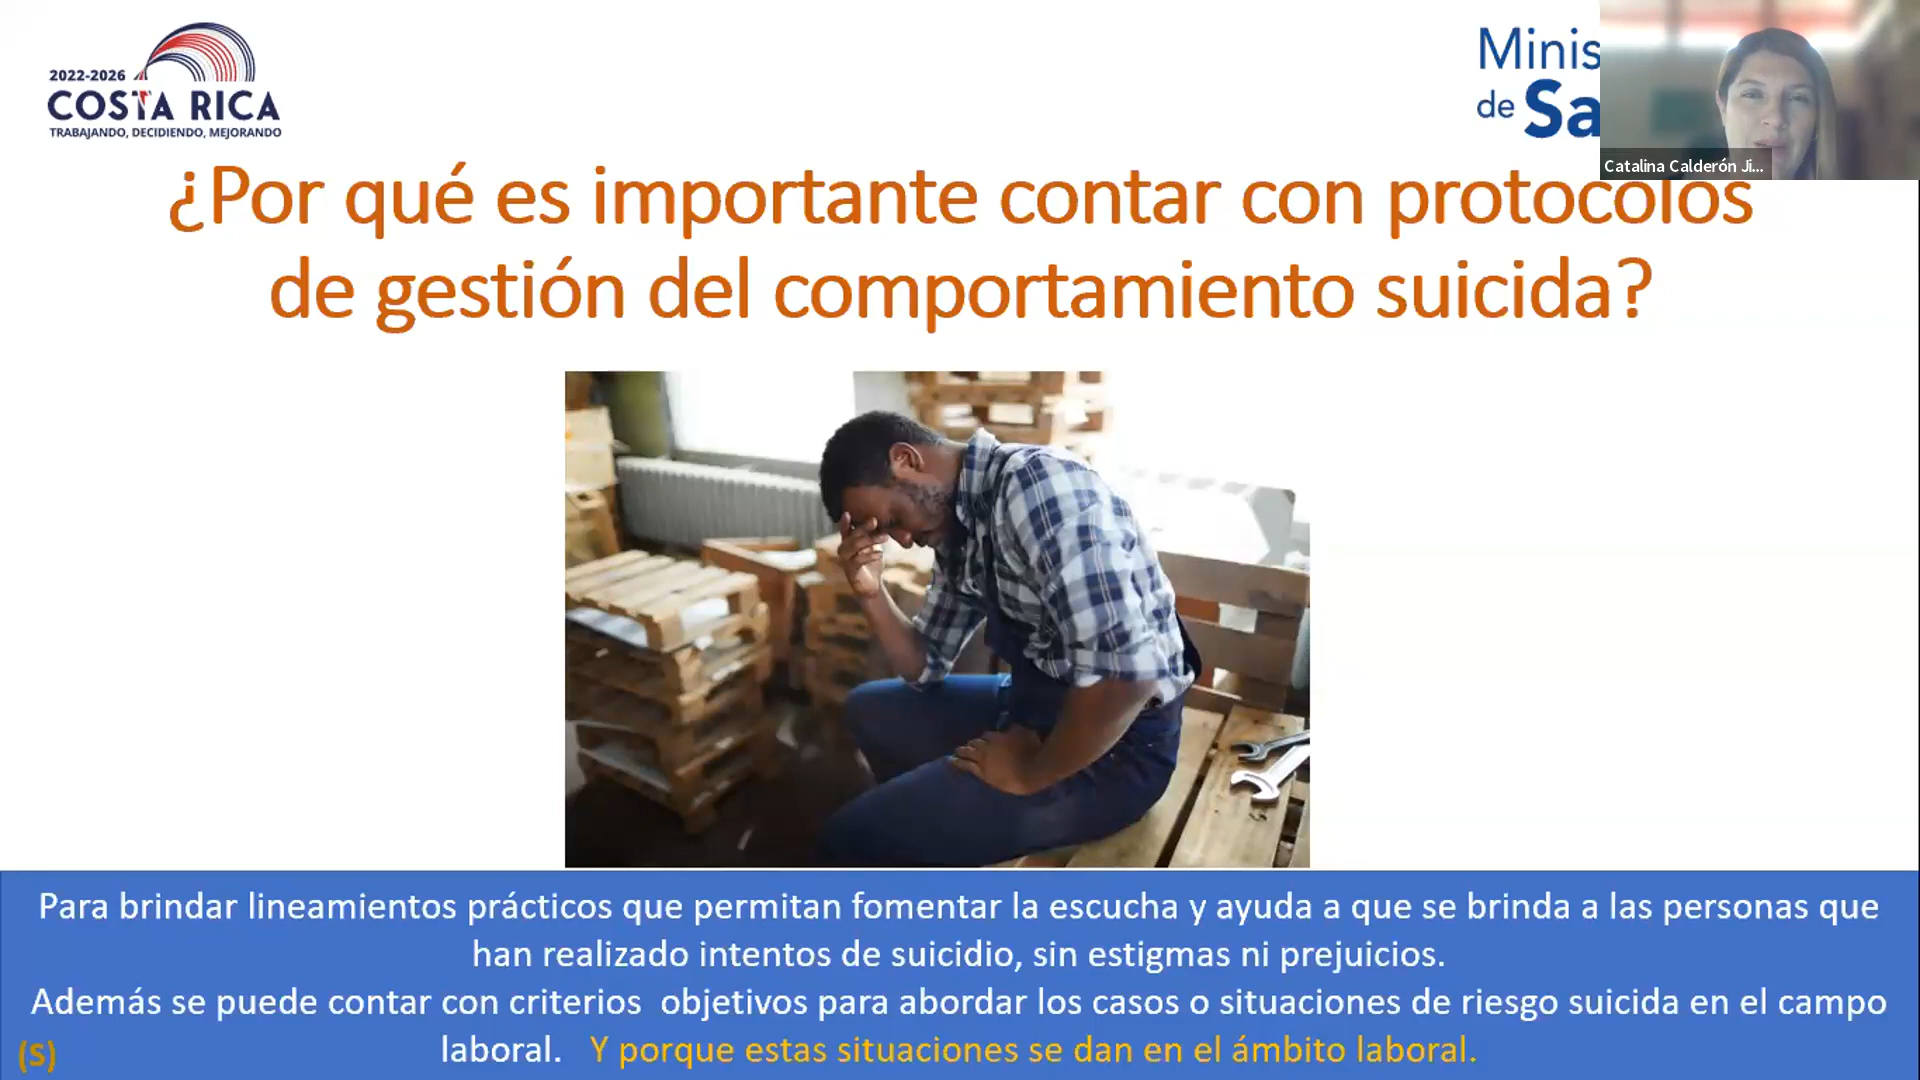 2022-2026
COSTA RICA
TRABAJANDO, DECIDIENDO, MEJORANDO
Minis
de Sa
Catalina Calderón Ji...
¿Por qué es importante contar con protocolos
de gestión del comportamiento suicida?
Para brindar lineamientos prácticos que permitan fomentar la escucha y ayuda a que se brinda a las personas que
han realizado intentos de suicidio, sin estigmas ni prejuicios.
Además se puede contar con criterios objetivos para abordar los casos o situaciones de riesgo suicida en el campo
laboral. Y porque estas situaciones se dan en el ámbito laboral.
(S)